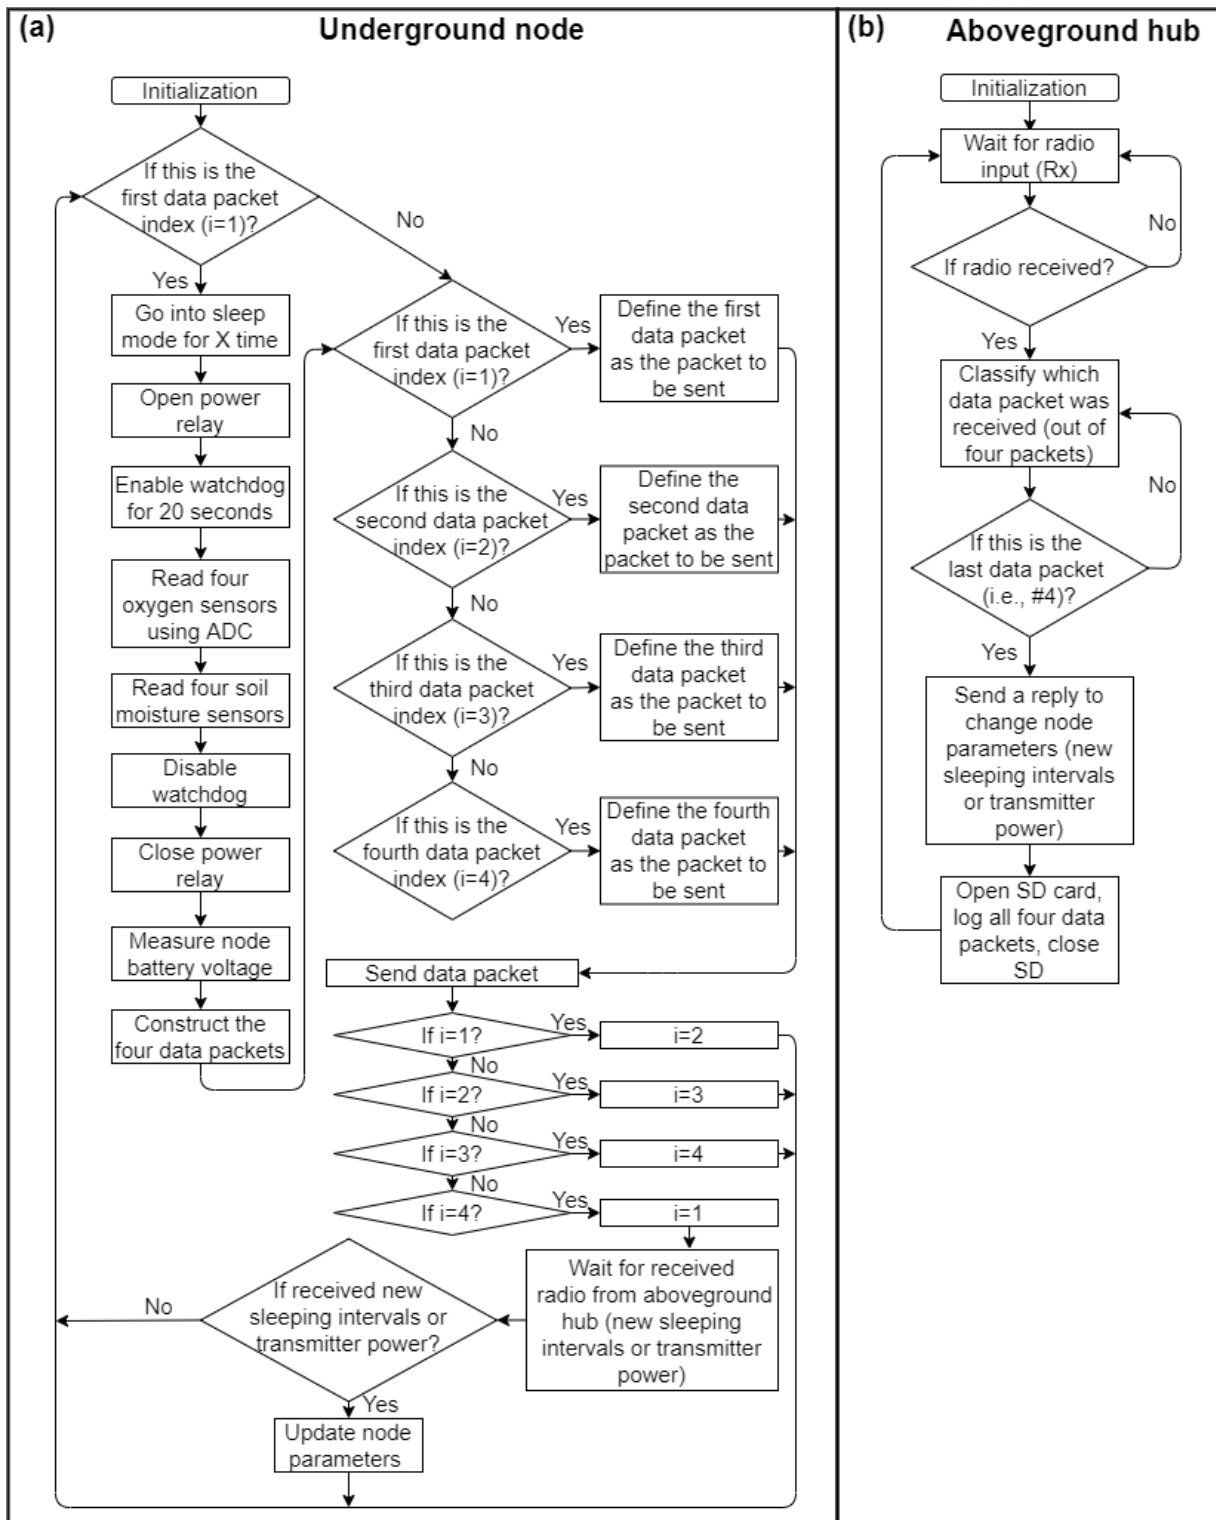 (a)
Underground node
Initialization
If this is the
first data packet
index (i=1)?
No
Yes
Go into sleep
mode for X time
Open power
relay
Enable watchdog
for 20 seconds
Read four
oxygen sensors
using ADC
Read four soil
moisture sensors
Disable
watchdog
Close power
relay
Measure node
battery voltage
Construct the
four data packets
If this is the
first data packet
index (i=1)?
Yes
Define the first
data packet
as the packet to
be sent
No
If this is the
second data packet
index (i=2)?
Yes
Define the
second data
packet as the
packet to be sent
No
If this is the
third data packet
index (i=3)?
Yes
Define the third
data packet
as the packet to
be sent
No
If this is the
fourth data packet
index (i=4)?
Yes
Define the fourth
data packet
as the packet to
be sent
Send data packet
If i=1?
Yes
i=2
No
If i=2?
Yes
i=3
No
If i=3?
Yes
i=4
No
If i=4?
Yes
i=1
Wait for received
radio from aboveground
hub (new sleeping
intervals or transmitter
power)
If received new
sleeping intervals or
transmitter power?
No
Yes
Update node
parameters
(b)
Aboveground hub
Initialization
Wait for radio
input (Rx)
No
If radio received?
Yes
Classify which
data packet was
received (out of
four packets)
No
If this is the
last data packet
(i.e., #4)?
Yes
Send a reply to
change node
parameters (new
sleeping intervals
or transmitter
power)
Open SD card,
log all four data
packets, close
SD